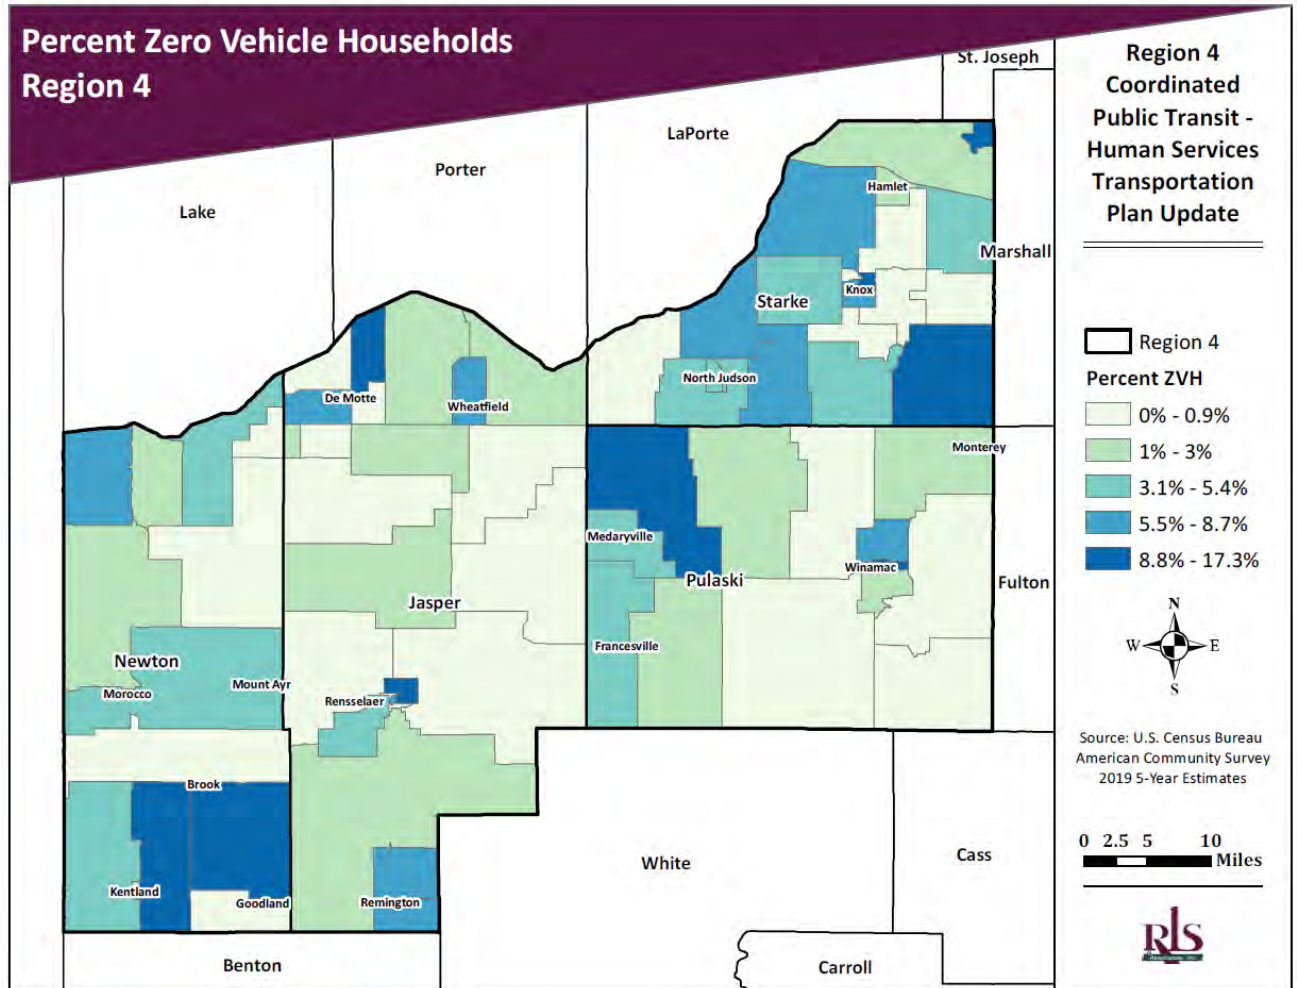 Percent Zero Vehicle Households
Region 4
St. Joseph
LaPorte
Porter
Lake
Hamlet
Marshall
Knox
Starke
North Judson
De Motte
Wheatfield
Monterey
Medaryville
Winamac
Pulaski
Fulton
Jasper
Francesville
Newton
Mount Ayr
Morocco
Rensselaer
Brook
Kentland
Goodland
Remington
White
Cass
Benton
Carroll
Region 4
Coordinated
Public Transit -
Human Services
Transportation
Plan Update
Region 4
Percent ZVH
0% - 0.9%
1% - 3%
3.1% - 5.4%
5.5% - 8.7%
8.8% - 17.3%
N
W E
S
Source: U.S. Census Bureau
American Community Survey
2019 5-Year Estimates
0 2.5 5 10
Miles
RLS